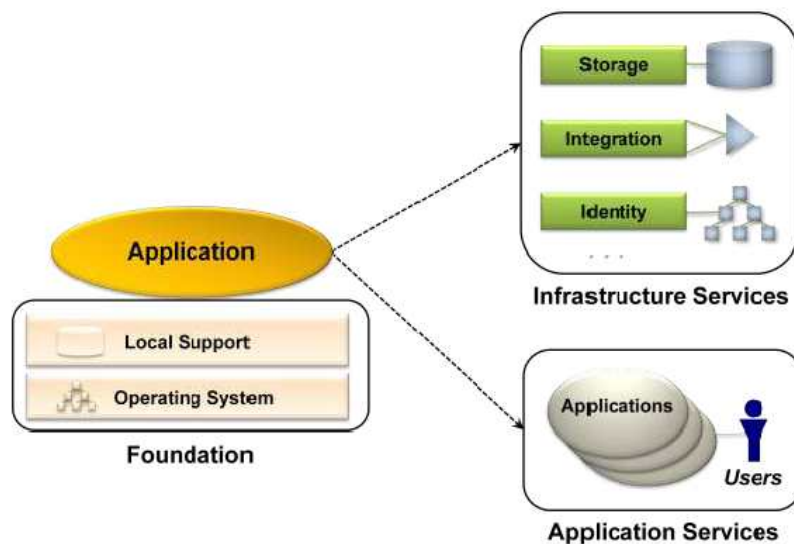 Storage
Integration
Identity
. . .
Infrastructure Services
Application
Local Support
Operating System
Foundation
Applications
Users
Application Services